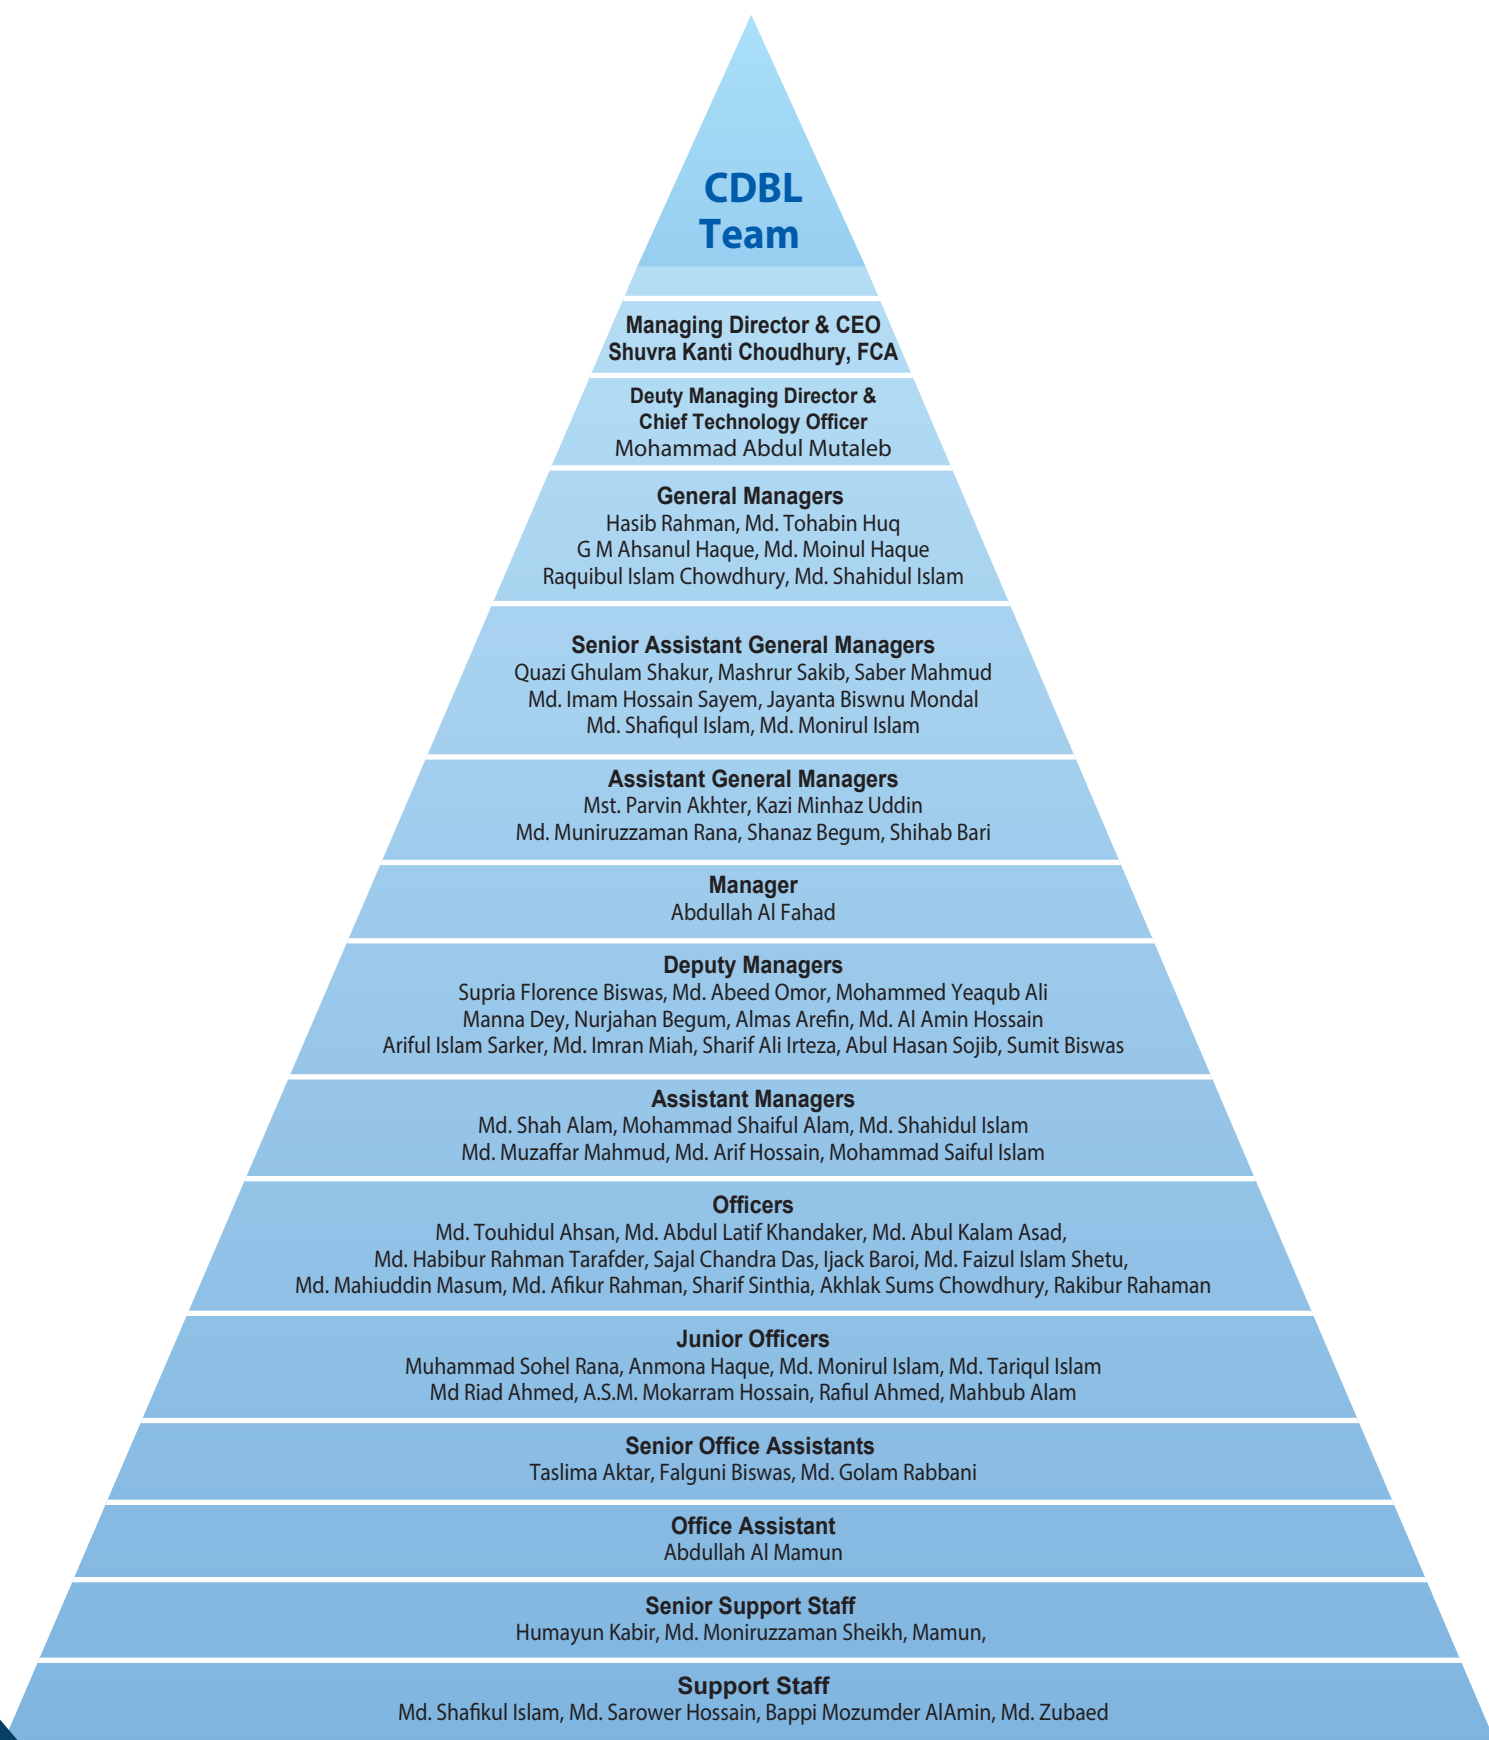 CDBL
Team
Managing Director & CEO
Shuvra Kanti Choudhury, FCA
Deuty Managing Director &
Chief Technology Officer
Mohammad Abdul Mutaleb
General Managers
Hasib Rahman, Md. Tohabin Huq
G M Ahsanul Haque, Md. Moinul Haque
Raquibul Islam Chowdhury, Md. Shahidul Islam
Senior Assistant General Managers
Quazi Ghulam Shakur, Mashrur Sakib, Saber Mahmud
Md. Imam Hossain Sayem, Jayanta Biswnu Mondal
Md. Shafiqul Islam, Md. Monirul Islam
Assistant General Managers
Mst. Parvin Akhter, Kazi Minhaz Uddin
Md. Muniruzzaman Rana, Shanaz Begum, Shihab Bari
Manager
Abdullah Al Fahad
Deputy Managers
Supria Florence Biswas, Md. Abeed Omor, Mohammed Yeaqub Ali
Manna Dey, Nurjahan Begum, Almas Arefin, Md. Al Amin Hossain
Ariful Islam Sarker, Md. Imran Miah, Sharif Ali Irteza, Abul Hasan Sojib, Sumit Biswas
Assistant Managers
Md. Shah Alam, Mohammad Shaiful Alam, Md. Shahidul Islam
Md. Muzaffar Mahmud, Md. Arif Hossain, Mohammad Saiful Islam
Officers
Md. Touhidul Ahsan, Md. Abdul Latif Khandaker, Md. Abul Kalam Asad,
Md. Habibur Rahman Tarafder, Sajal Chandra Das, Ijack Baroi, Md. Faizul Islam Shetu,
Md. Mahiuddin Masum, Md. Afikur Rahman, Sharif Sinthia, Akhlak Sums Chowdhury, Rakibur Rahaman
Junior Officers
Muhammad Sohel Rana, Anmona Haque, Md. Monirul Islam, Md. Tariqul Islam
Md Riad Ahmed, A.S.M. Mokarram Hossain, Rafiul Ahmed, Mahbub Alam
Senior Office Assistants
Taslima Aktar, Falguni Biswas, Md. Golam Rabbani
Office Assistant
Abdullah Al Mamun
Senior Support Staff
Humayun Kabir, Md. Moniruzzaman Sheikh, Mamun,
Support Staff
Md. Shafikul Islam, Md. Sarower Hossain, Bappi Mozumder AlAmin, Md. Zubaed